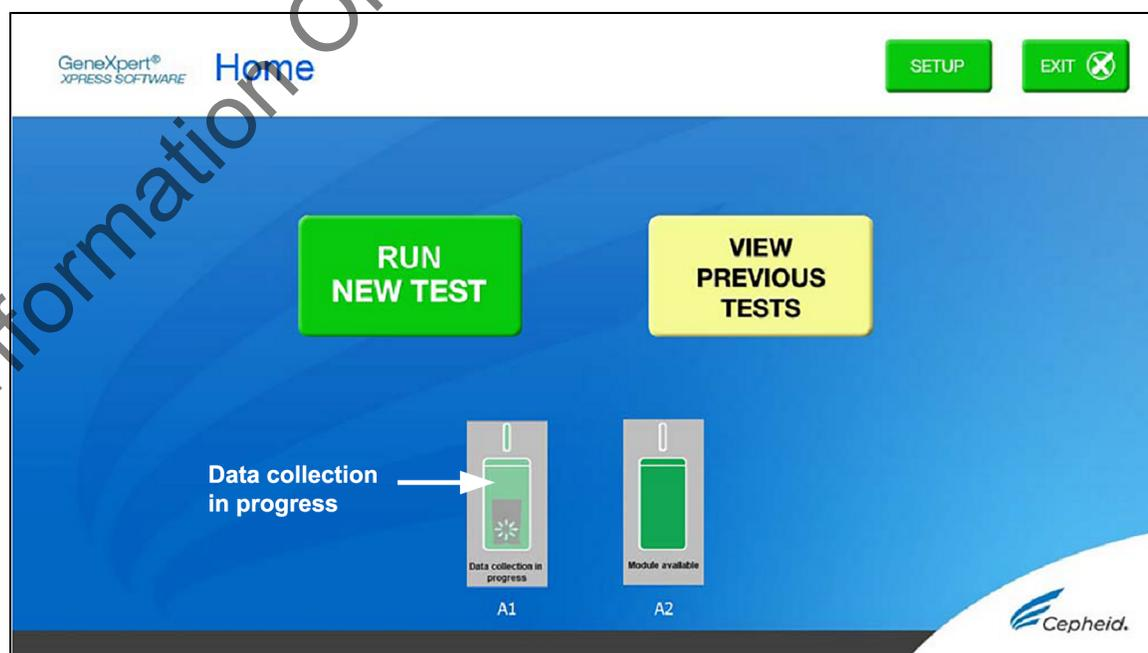 GeneXpert®
XPRESS SOFTWARE
Home
SETUP
EXIT
RUN
NEW TEST
VIEW
PREVIOUS
TESTS
Data collection
in progress
Data collection in
progress
Module available
A1
A2
Cepheid.